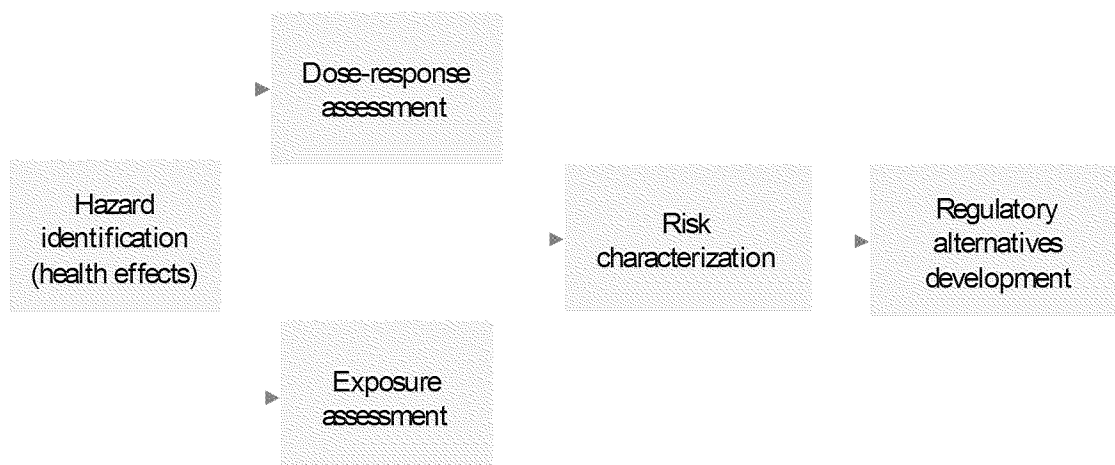 Dose-response
assessment
Hazard
identification
(health effects)
Risk
characterization
Regulatory
alternatives
development
Exposure
assessment